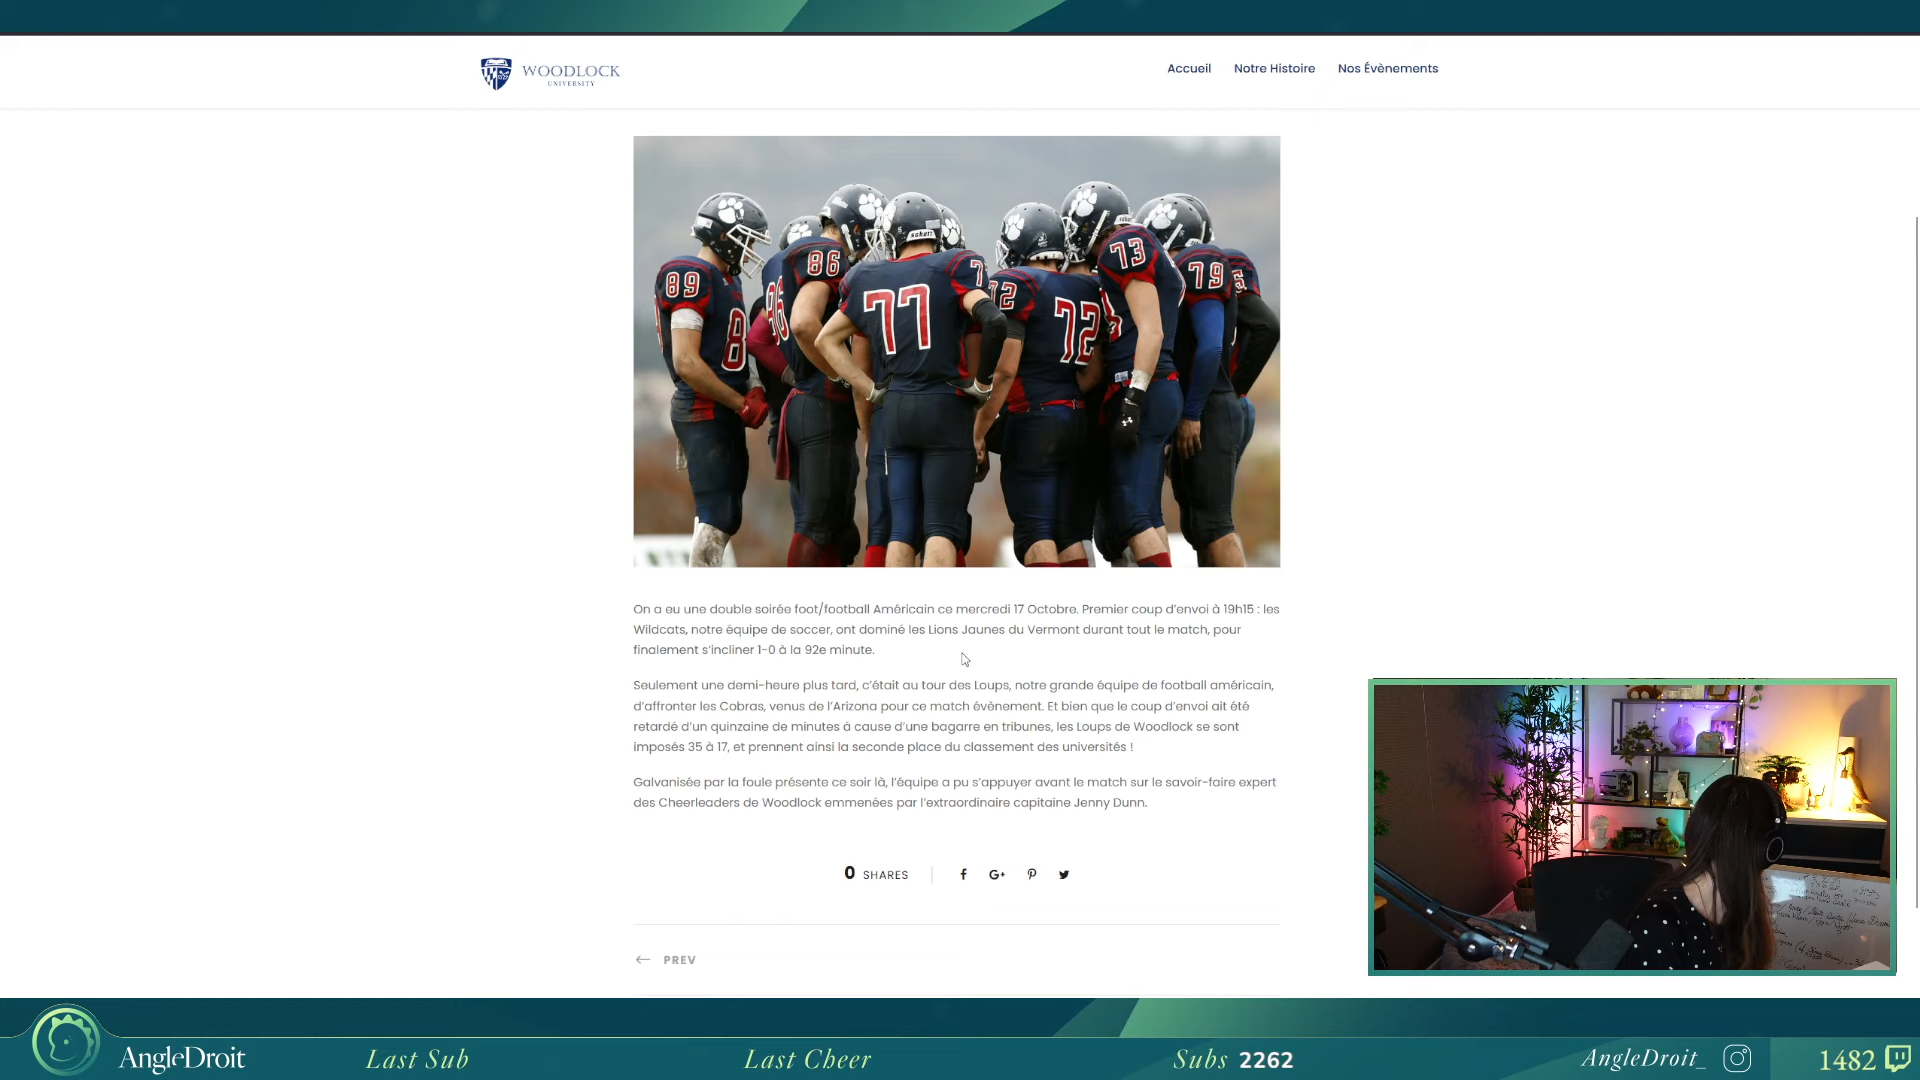 WOODLOCK
UNIVERSITY
Accueil
Notre Histoire
Nos Évènements
89
8
86
77
7
72
72
73
79
schutt
On a eu une double soirée foot/football Américain ce mercredi 17 Octobre. Premier coup d'envoi à 19h15 : les
Wildcats, notre équipe de soccer, ont dominé les Lions Jaunes du Vermont durant tout le match, pour
finalement s'incliner 1-0 à la 92e minute.
Seulement une demi-heure plus tard, c'était au tour des Loups, notre grande équipe de football américain,
d'affronter les Cobras, venus de l'Arizona pour ce match évènement. Et bien que le coup d'envoi ait été
retardé d'un quinzaine de minutes à cause d'une bagarre en tribunes, les Loups de Woodlock se sont
imposés 35 à 17, et prennent ainsi la seconde place du classement des universités !
Galvanisée par la foule présente ce soir là, l'équipe a pu s'appuyer avant le match sur le savoir-faire expert
des Cheerleaders de Woodlock emmenées par l'extraordinaire capitaine Jenny Dunn.
0 SHARES
G+
← PREV
AngleDroit
Last Sub
Last Cheer
Subs 2262
AngleDroit_
1482